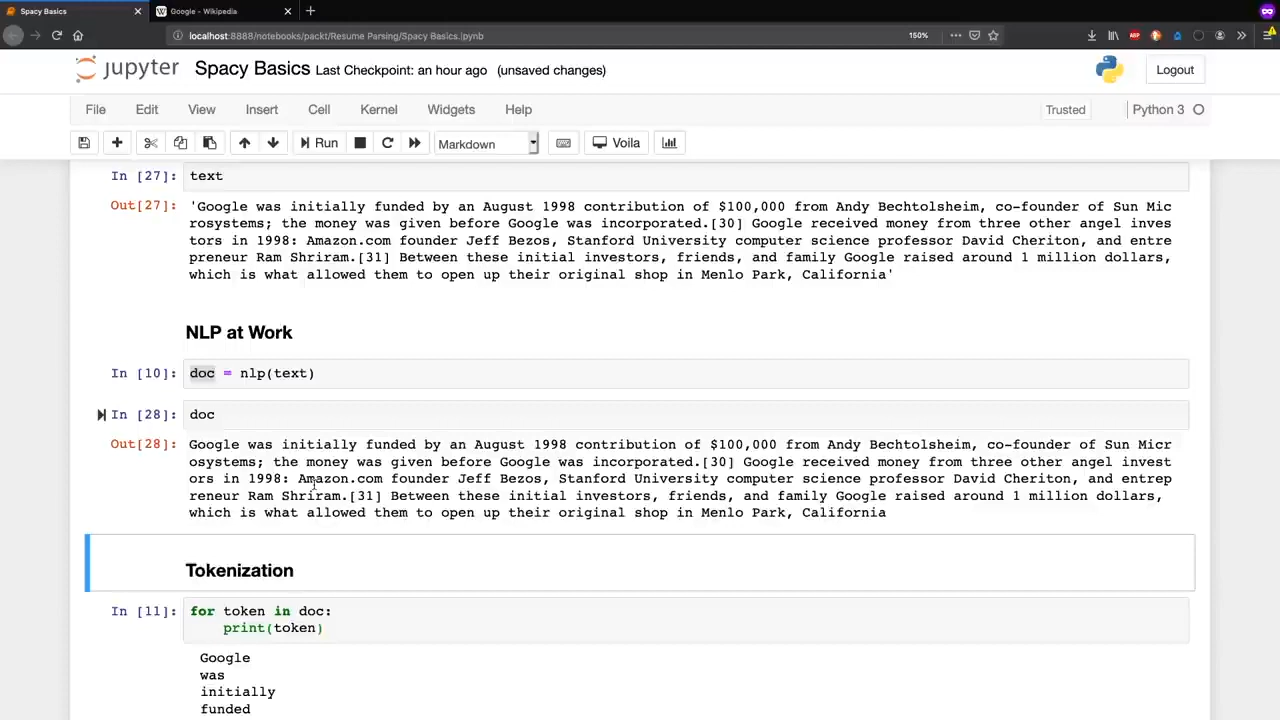 Spacy Basics
Google - Wikipedia
localhost:8888/notebooks/packt/Resume Parsing/Spacy Basics.ipynb
150%
ABP
jupyter Spacy Basics Last Checkpoint: an hour ago (unsaved changes)
Logout
File Edit View Insert Cell Kernel Widgets Help
Trusted
Python 3
Run
Markdown
Voila
In [27]: text
Out[27]: 'Google was initially funded by an August 1998 contribution of $100,000 from Andy Bechtolsheim, co-founder of Sun Mic
rosystems; the money was given before Google was incorporated.[30] Google received money from three other angel inves
tors in 1998: Amazon.com founder Jeff Bezos, Stanford University computer science professor David Cheriton, and entre
preneur Ram Shriram.[31] Between these initial investors, friends, and family Google raised around 1 million dollars,
which is what allowed them to open up their original shop in Menlo Park, California'
NLP at Work
In [10]: doc = nlp(text)
In [28]: doc
Out[28]: Google was initially funded by an August 1998 contribution of $100,000 from Andy Bechtolsheim, co-founder of Sun Micr
osystems; the money was given before Google was incorporated.[30] Google received money from three other angel invest
ors in 1998: Amazon.com founder Jeff Bezos, Stanford University computer science professor David Cheriton, and entrep
reneur Ram Shriram.[31] Between these initial investors, friends, and family Google raised around 1 million dollars,
which is what allowed them to open up their original shop in Menlo Park, California
Tokenization
In [11]: for token in doc:
print(token)
Google
was
initially
funded